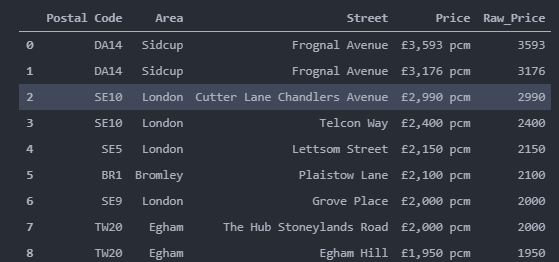 Postal Code Area Street Price Raw_Price
0 DA14 Sidcup Frognal Avenue £3,593 pcm 3593
1 DA14 Sidcup Frognal Avenue £3,176 pcm 3176
2 SE10 London Cutter Lane Chandlers Avenue £2,990 pcm 2990
3 SE10 London Telcon Way £2,400 pcm 2400
4 SE5 London Lettsom Street £2,150 pcm 2150
5 BR1 Bromley Plaistow Lane £2,100 pcm 2100
6 SE9 London Grove Place £2,000 pcm 2000
7 TW20 Egham The Hub Stoneylands Road £2,000 pcm 2000
8 TW20 Egham Egham Hill £1,950 pcm 1950